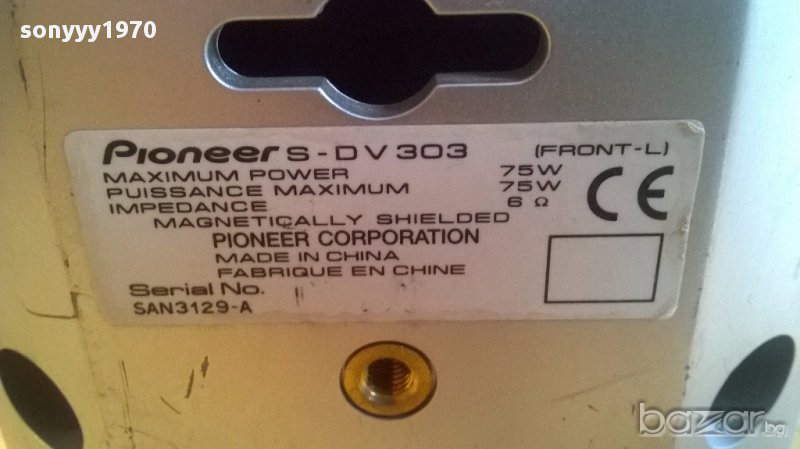 sonyyy1970
Pioneer S-DV303 (FRONT-L)
MAXIMUM POWER 75W
PUISSANCE MAXIMUM 75W
IMPEDANCE 6 Ω
MAGNETICALLY SHIELDED
CE
PIONEER CORPORATION
MADE IN CHINA
FABRIQUE EN CHINE
Serial No.
SAN3129-A
bazar.bg